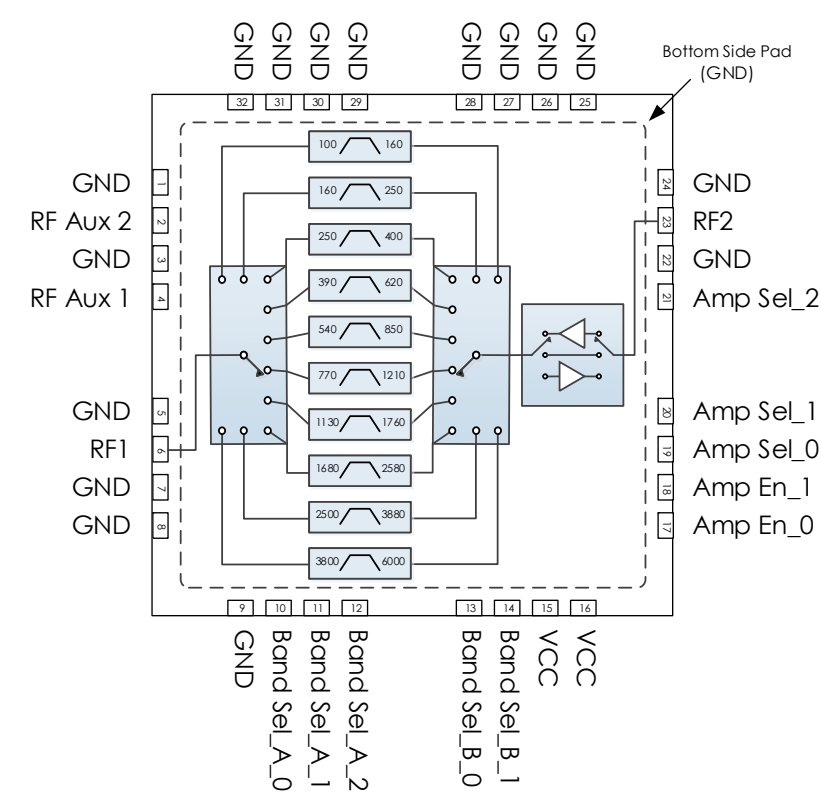 GND GND GND GND GND GND GND GND
Bottom Side Pad
(GND)
32 31 30 29 28 27 26 25
100 160
160 250
250 400
390 620
540 850
770 1210
1130 1760
1680 2580
2500 3880
3800 6000
GND 1
RF Aux 2 2
GND 3
RF Aux 1 4
GND 5
RF1 6
GND 7
GND 8
24 GND
23 RF2
22 GND
21 Amp Sel_2
20 Amp Sel_1
19 Amp Sel_0
18 Amp En_1
17 Amp En_0
9 10 11 12 13 14 15 16
GND
Band Sel_A_0
Band Sel_A_1
Band Sel_A_2
Band Sel_B_0
Band Sel_B_1
VCC
VCC